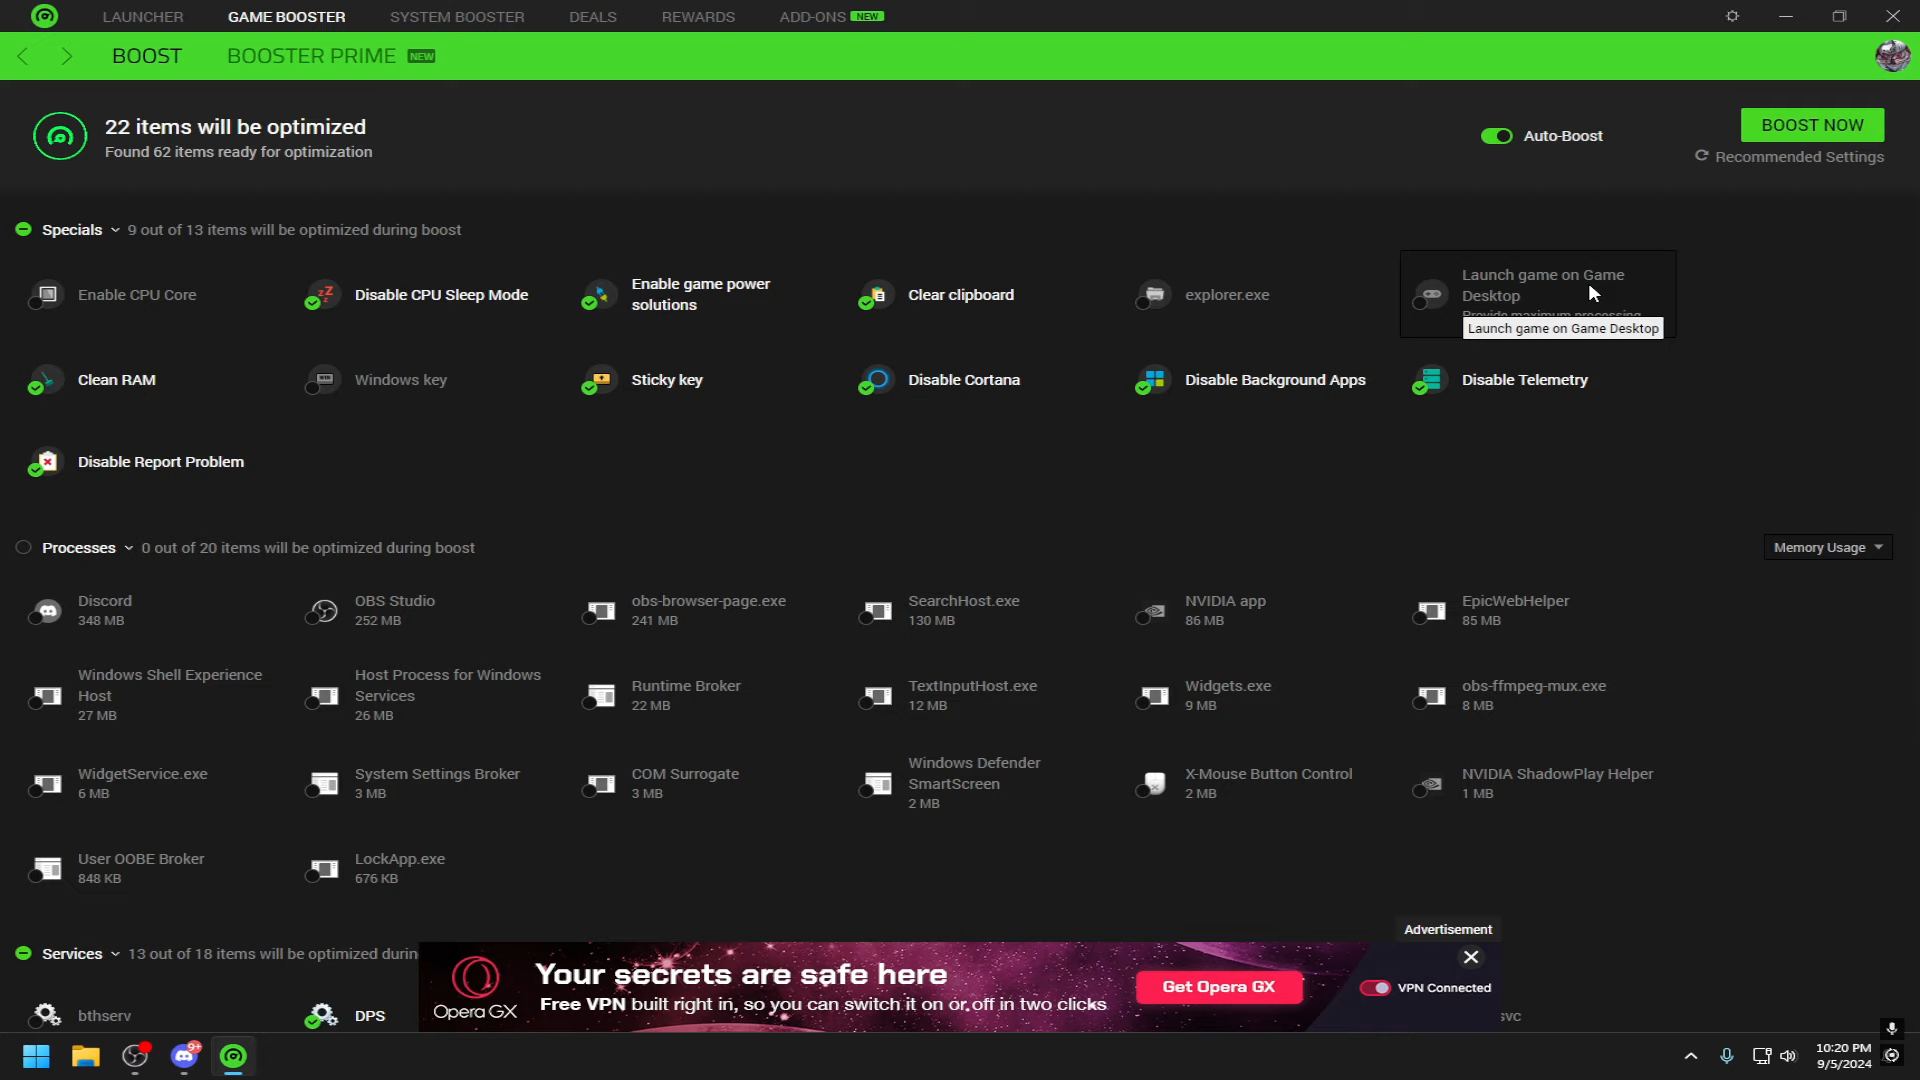 LAUNCHER GAME BOOSTER SYSTEM BOOSTER DEALS REWARDS ADD-ONS NEW
BOOST BOOSTER PRIME NEW
22 items will be optimized
Found 62 items ready for optimization
Auto-Boost
BOOST NOW
Recommended Settings
Specials 9 out of 13 items will be optimized during boost
Enable CPU Core
Disable CPU Sleep Mode
Enable game power
solutions
Clear clipboard
explorer.exe
Launch game on Game
Desktop
Provide maximum processing
Launch game on Game Desktop
Clean RAM
Windows key
Sticky key
Disable Cortana
Disable Background Apps
Disable Telemetry
Disable Report Problem
Processes 0 out of 20 items will be optimized during boost
Memory Usage
Discord
348 MB
OBS Studio
252 MB
obs-browser-page.exe
241 MB
SearchHost.exe
130 MB
NVIDIA app
86 MB
EpicWebHelper
85 MB
Windows Shell Experience
Host
27 MB
Host Process for Windows
Services
26 MB
Runtime Broker
22 MB
TextInputHost.exe
12 MB
Widgets.exe
9 MB
obs-ffmpeg-mux.exe
8 MB
WidgetService.exe
6 MB
System Settings Broker
3 MB
COM Surrogate
3 MB
Windows Defender
SmartScreen
2 MB
X-Mouse Button Control
2 MB
NVIDIA ShadowPlay Helper
1 MB
User OOBE Broker
848 KB
LockApp.exe
676 KB
Advertisement
Services 13 out of 18 items will be optimized durin
Opera GX
Your secrets are safe here
Free VPN built right in, so you can switch it on or off in two clicks
Get Opera GX
VPN Connected
bthserv
DPS
svc
9+
10:20 PM
9/5/2024